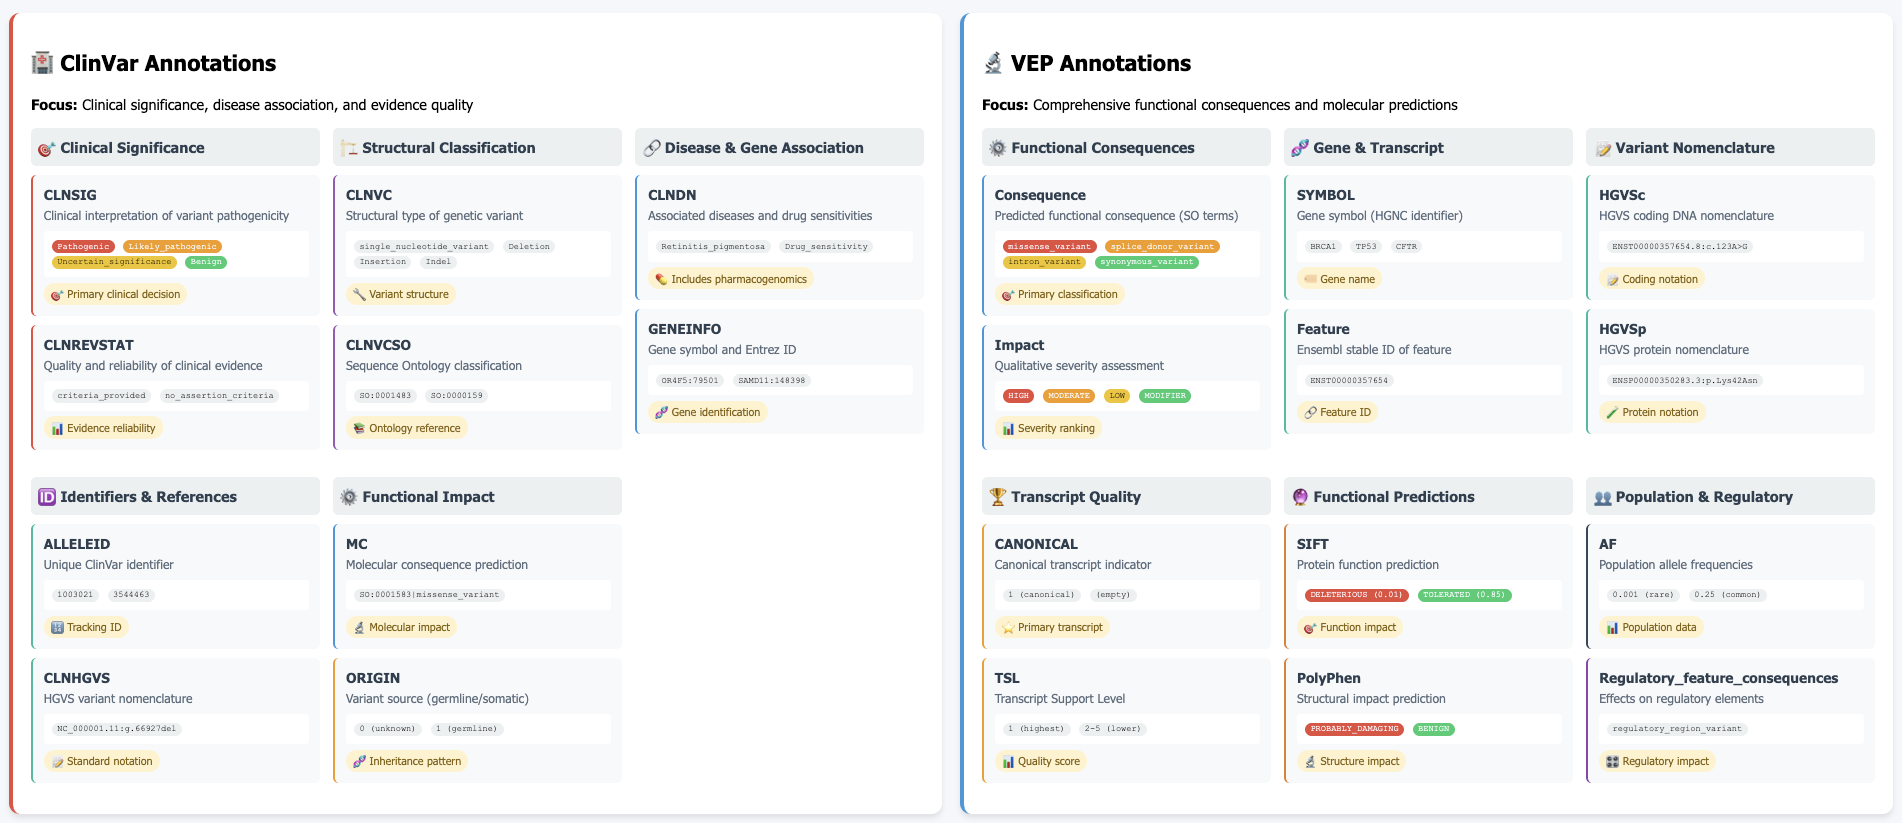 ClinVar Annotations
Focus: Clinical significance, disease association, and evidence quality
Clinical Significance
CLNSIG
Clinical interpretation of variant pathogenicity
Pathogenic Likely_pathogenic
Uncertain_significance Benign
Primary clinical decision
CLNREVSTAT
Quality and reliability of clinical evidence
criteria_provided no_assertion_criteria
Evidence reliability
Structural Classification
CLNVC
Structural type of genetic variant
single_nucleotide_variant Deletion
Insertion Indel
Variant structure
CLNVCSO
Sequence Ontology classification
SO:0001483 SO:0000159
Ontology reference
Disease & Gene Association
CLNDN
Associated diseases and drug sensitivities
Retinitis_pigmentosa Drug_sensitivity
Includes pharmacogenomics
GENEINFO
Gene symbol and Entrez ID
OR4F5:79501 SAMD11:148398
Gene identification
ID Identifiers & References
ALLELEID
Unique ClinVar identifier
1003021 3544463
Tracking ID
CLNHGVS
HGVS variant nomenclature
NC_000001.11:g.66927del
Standard notation
Functional Impact
MC
Molecular consequence prediction
SO:0001583|missense_variant
Molecular impact
ORIGIN
Variant source (germline/somatic)
0 (unknown) 1 (germline)
Inheritance pattern
VEP Annotations
Focus: Comprehensive functional consequences and molecular predictions
Functional Consequences
Consequence
Predicted functional consequence (SO terms)
missense_variant splice_donor_variant
intron_variant synonymous_variant
Primary classification
Impact
Qualitative severity assessment
HIGH MODERATE LOW MODIFIER
Severity ranking
Gene & Transcript
SYMBOL
Gene symbol (HGNC identifier)
BRCA1 TP53 CFTR
Gene name
Feature
Ensembl stable ID of feature
ENST00000357654
Feature ID
Variant Nomenclature
HGVSc
HGVS coding DNA nomenclature
ENST00000357654.8:c.123A>G
Coding notation
HGVSp
HGVS protein nomenclature
ENSP00000350283.3:p.Lys42Asn
Protein notation
Transcript Quality
CANONICAL
Canonical transcript indicator
1 (canonical) (empty)
Primary transcript
TSL
Transcript Support Level
1 (highest) 2-5 (lower)
Quality score
Functional Predictions
SIFT
Protein function prediction
DELETERIOUS (0.01) TOLERATED (0.85)
Function impact
PolyPhen
Structural impact prediction
PROBABLY_DAMAGING BENIGN
Structure impact
Population & Regulatory
AF
Population allele frequencies
0.001 (rare) 0.25 (common)
Population data
Regulatory_feature_consequences
Effects on regulatory elements
regulatory_region_variant
Regulatory impact